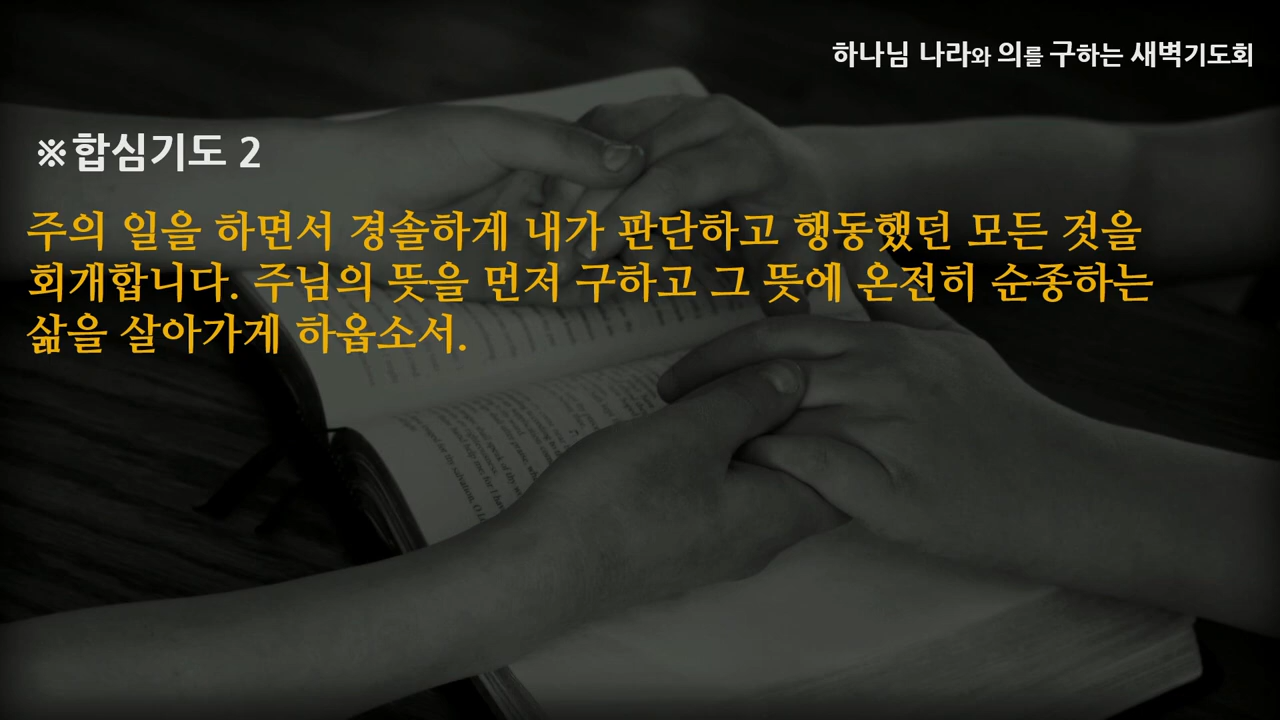 하나님 나라와 의를 구하는 새벽기도회
※합심기도 2
주의 일을 하면서 경솔하게 내가 판단하고 행동했던 모든 것을
회개합니다. 주님의 뜻을 먼저 구하고 그 뜻에 온전히 순종하는
삶을 살아가게 하옵소서.